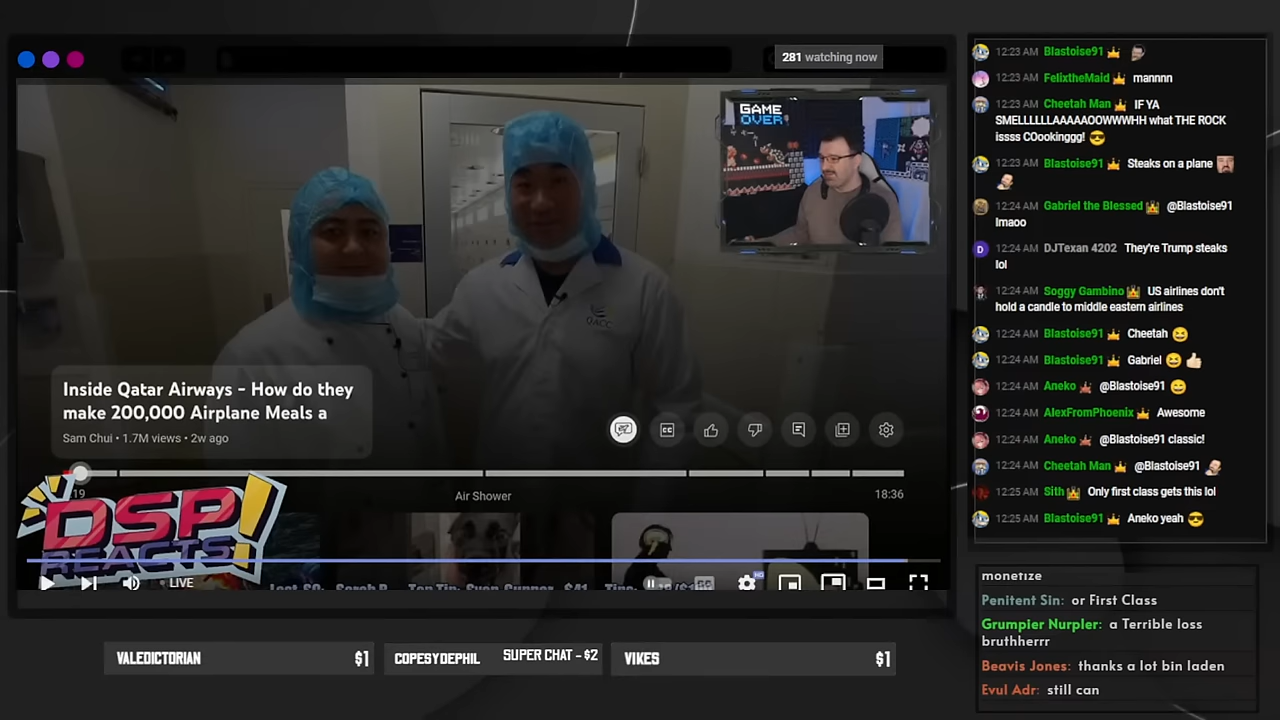 281 watching now
GAME
OVER
QACC
Inside Qatar Airways - How do they
make 200,000 Airplane Meals a
Sam Chui • 1.7M views • 2w ago
CC
19
Air Shower
18:36
DSP
REACTS!
LIVE
HD
VALEDICTORIAN $1
COPESYDEPHIL SUPER CHAT - $2
VIKES $1
12:23 AM Blastoise91
12:23 AM FelixtheMaid mannnn
12:23 AM Cheetah Man IF YA
SMELLLLLLAAAAAOOWWWHH what THE ROCK
issss COookinggg! 😎
12:23 AM Blastoise91 Steaks on a plane
12:24 AM Gabriel the Blessed @Blastoise91
lmaoo
D 12:24 AM DJTexan 4202 They're Trump steaks
lol
12:24 AM Soggy Gambino US airlines don't
hold a candle to middle eastern airlines
12:24 AM Blastoise91 Cheetah 😆
12:24 AM Blastoise91 Gabriel 😆 👍🏻
12:24 AM Aneko @Blastoise91 😄
12:24 AM AlexFromPhoenix Awesome
12:24 AM Aneko @Blastoise91 classic!
12:24 AM Cheetah Man @Blastoise91
12:25 AM Sith Only first class gets this lol
12:25 AM Blastoise91 Aneko yeah 😎
monetize
Penitent Sin: or First Class
Grumpier Nurpler: a Terrible loss
bruthherrr
Beavis Jones: thanks a lot bin laden
Evul Adr: still can